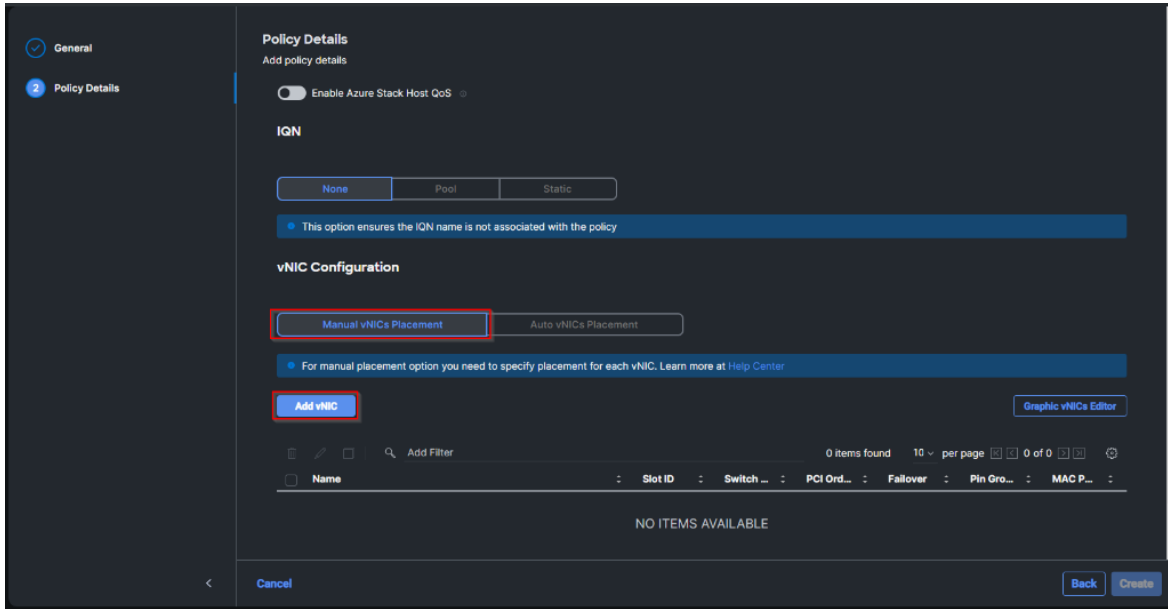 General
2 Policy Details
Policy Details
Add policy details
Enable Azure Stack Host QoS
IQN
None Pool Static
This option ensures the IQN name is not associated with the policy
vNIC Configuration
Manual vNICs Placement Auto vNICs Placement
For manual placement option you need to specify placement for each vNIC. Learn more at Help Center
Add vNIC Graphic vNICs Editor
Add Filter 0 items found 10 per page 0 of 0
Name Slot ID Switch ... PCI Ord... Failover Pin Gro... MAC P...
NO ITEMS AVAILABLE
Cancel Back Create